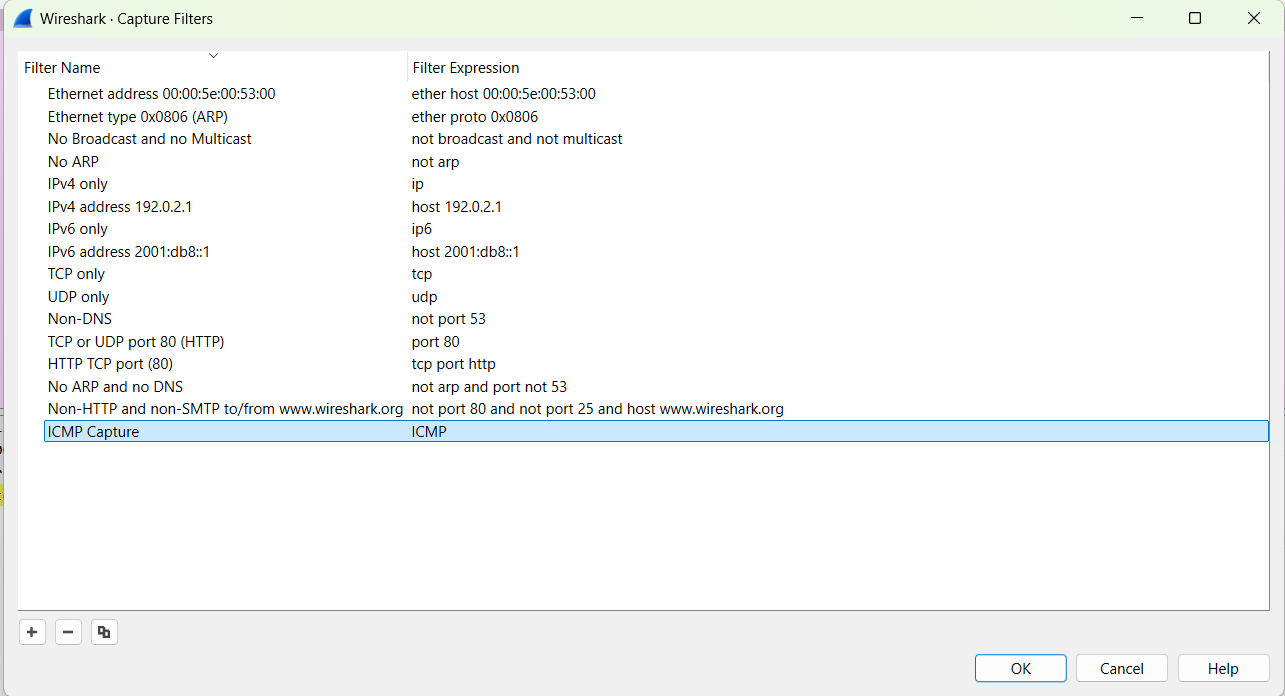 Wireshark · Capture Filters
Filter Name Filter Expression
Ethernet address 00:00:5e:00:53:00 ether host 00:00:5e:00:53:00
Ethernet type 0x0806 (ARP) ether proto 0x0806
No Broadcast and no Multicast not broadcast and not multicast
No ARP not arp
IPv4 only ip
IPv4 address 192.0.2.1 host 192.0.2.1
IPv6 only ip6
IPv6 address 2001:db8::1 host 2001:db8::1
TCP only tcp
UDP only udp
Non-DNS not port 53
TCP or UDP port 80 (HTTP) port 80
HTTP TCP port (80) tcp port http
No ARP and no DNS not arp and port not 53
Non-HTTP and non-SMTP to/from www.wireshark.org not port 80 and not port 25 and host www.wireshark.org
ICMP Capture ICMP
OK Cancel Help